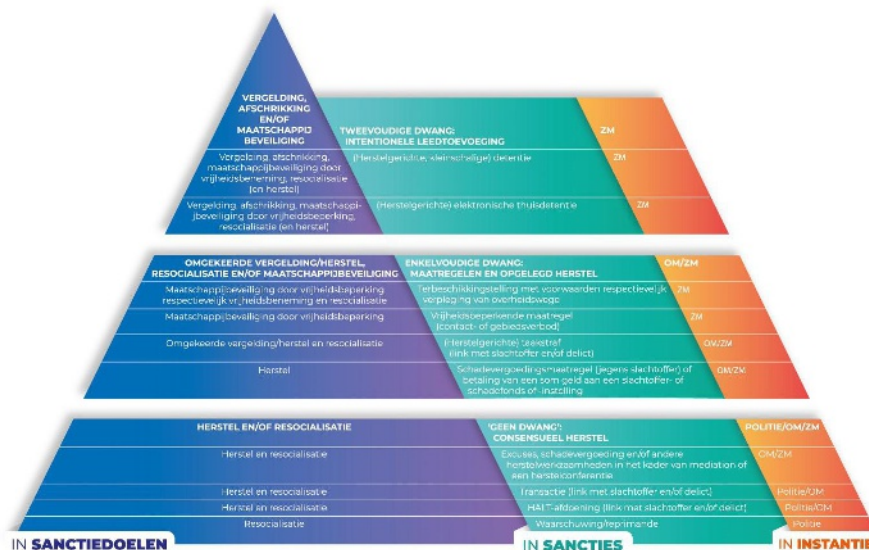 VERGELDING,
AFSCHRIKKING
EN/OF
MAATSCHAPPIJ
BEVEILIGING
TWEEVOUDIGE DWANG:
INTENTIONELE LEEDTOEVOEGING
ZM
Vergelding, afschrikking,
maatschappijbeveiliging door
vrijheidsbeneming, resocialisatie
(en herstel)
(Herstelgerichte, kleinschalige) detentie
ZM
Vergelding, afschrikking, maatschappi-
jbeveiliging door vrijheidsbeperking,
resocialisatie (en herstel)
(Herstelgerichte) elektronische thuisdetentie
ZM
OMGEKEERDE VERGELDING/HERSTEL,
RESOCIALISATIE EN/OF MAATSCHAPPIJBEVEILIGING
ENKELVOUDIGE DWANG:
MAATREGELEN EN OPGELEGD HERSTEL
OM/ZM
Maatschappijbeveiliging door vrijheidsbeperking
respectievelijk vrijheidsbeneming en resocialisatie
Terbeschikkingstelling met voorwaarden respectievelijk
verpleging van overheidswege
ZM
Maatschappijbeveiliging door vrijheidsbeperking
Vrijheidsbeperkende maatregel
(contact- of gebiedsverbod)
ZM
Omgekeerde vergelding/herstel en resocialisatie
(Herstelgerichte) taakstraf
(link met slachtoffer en/of delict)
OM/ZM
Herstel
Schadevergoedingsmaatregel (jegens slachtoffer) of
betaling van een som geld aan een slachtoffer- of
schadefonds of -instelling
OM/ZM
HERSTEL EN/OF RESOCIALISATIE
'GEEN DWANG':
CONSENSUEEL HERSTEL
POLITIE/OM/ZM
Herstel en resocialisatie
Excuses, schadevergoeding en/of andere
herstelwerkzaamheden in het kader van mediation of
een herstelconferentie
OM/ZM
Herstel en resocialisatie
Transactie (link met slachtoffer en/of delict)
Politie/OM
Herstel en resocialisatie
HALT-afdoening (link met slachtoffer en/of delict)
Politie/OM
Resocialisatie
Waarschuwing/reprimande
Politie
IN SANCTIEDOELEN
IN SANCTIES
IN INSTANTIE